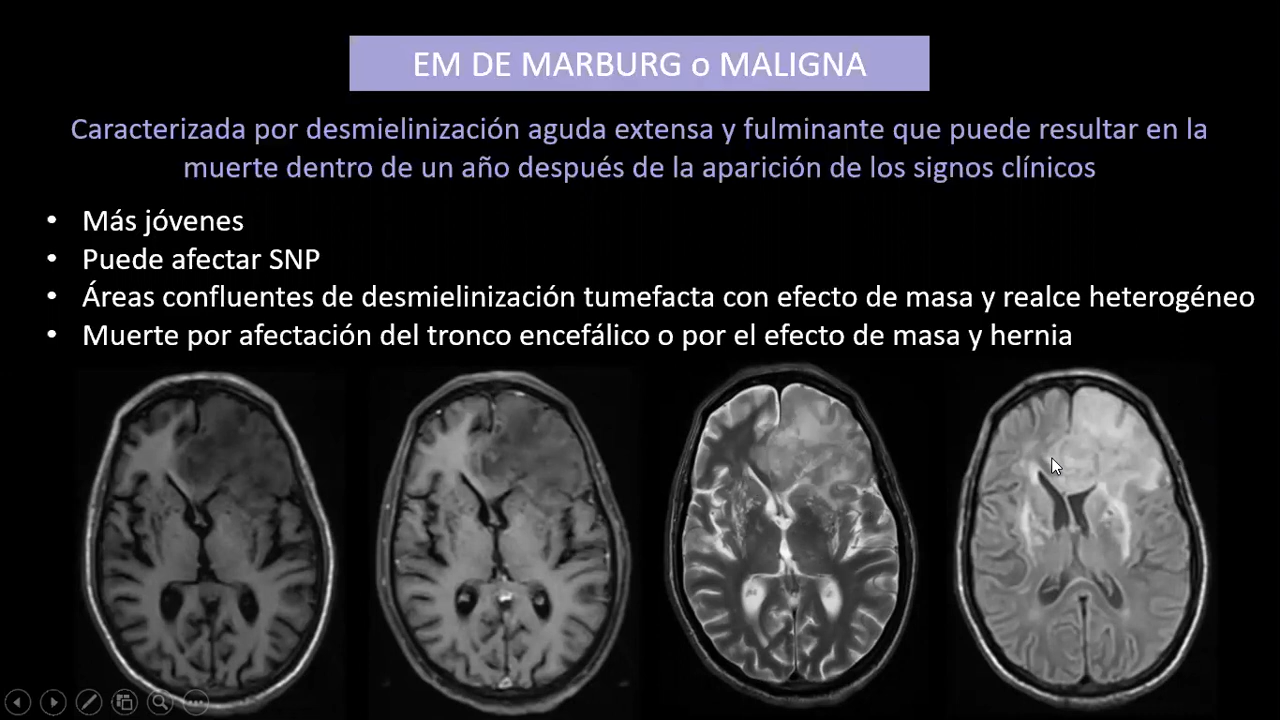 EM DE MARBURG o MALIGNA
Caracterizada por desmielinización aguda extensa y fulminante que puede resultar en la
muerte dentro de un año después de la aparición de los signos clínicos
• Más jóvenes
• Puede afectar SNP
• Áreas confluentes de desmielinización tumefacta con efecto de masa y realce heterogéneo
• Muerte por afectación del tronco encefálico o por el efecto de masa y hernia